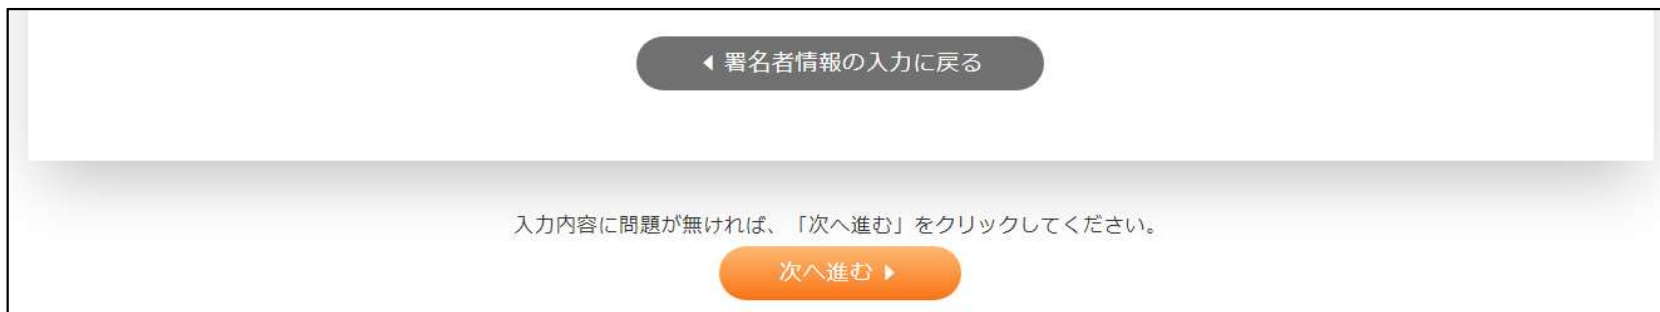 署名者情報の入力に戻る
入力内容に問題が無ければ、「次へ進む」をクリックしてください。
次へ進む